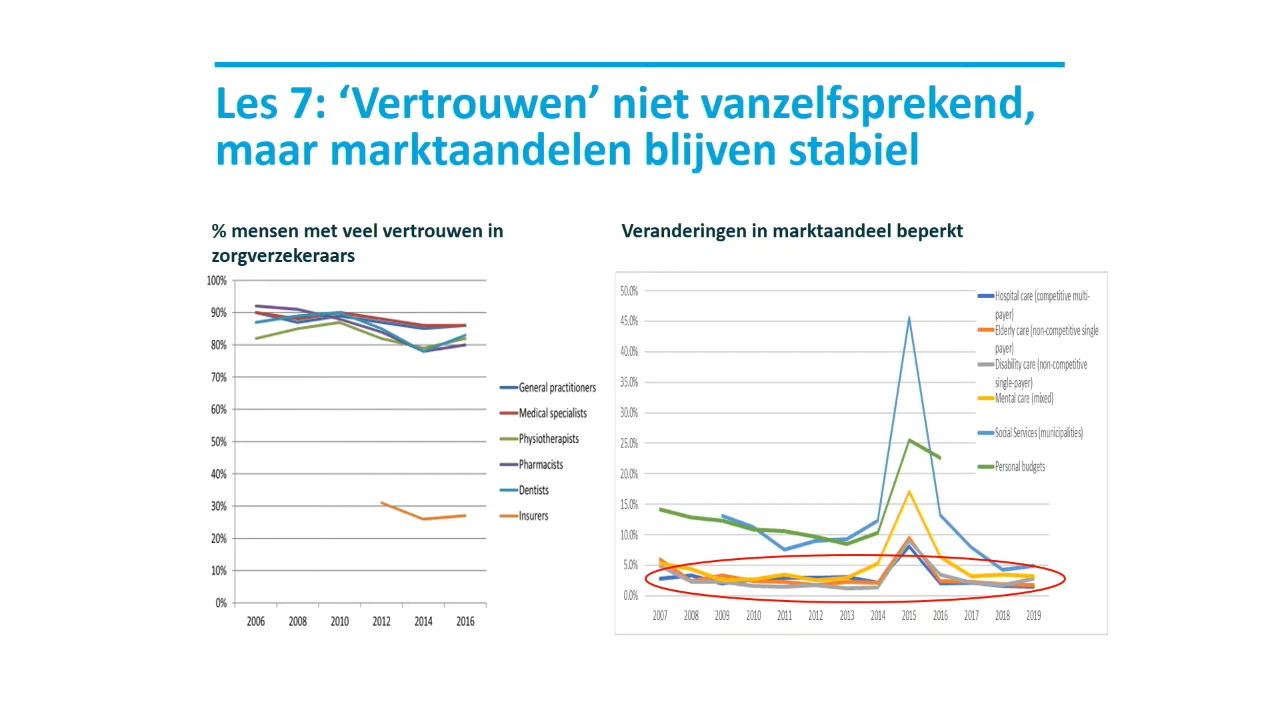 Les 7: ‘Vertrouwen’ niet vanzelfsprekend,
maar marktaandelen blijven stabiel
% mensen met veel vertrouwen in
zorgverzekeraars
100%
90%
80%
70%
60%
50%
40%
30%
20%
10%
0%
2006 2008 2010 2012 2014 2016
General practitioners
Medical specialists
Physiotherapists
Pharmacists
Dentists
Insurers
Veranderingen in marktaandeel beperkt
50.0%
45.0%
40.0%
35.0%
30.0%
25.0%
20.0%
15.0%
10.0%
5.0%
0.0%
2007 2008 2009 2010 2011 2012 2013 2014 2015 2016 2017 2018 2019
Hospital care (competitive multi-
payer)
Elderly care (non-competitive single
payer)
Disability care (non-competitive
single-payer)
Mental care (mixed)
Social Services (municipalities)
Personal budgets